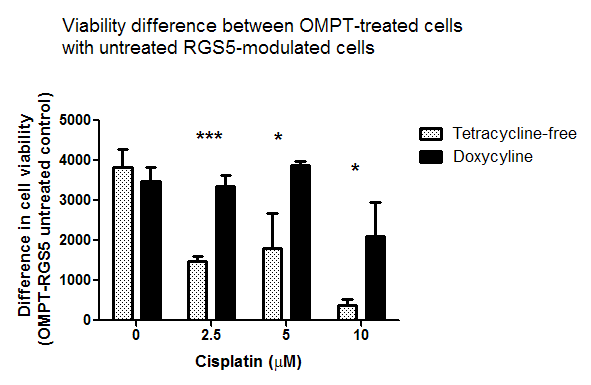 Viability difference between OMPT-treated cells
with untreated RGS5-modulated cells
Difference in cell viability
(OMPT-RGS5 untreated control)
5000
4000
3000
2000
1000
0
***
*
*
Tetracycline-free
Doxycyline
0 2.5 5 10
Cisplatin (μM)